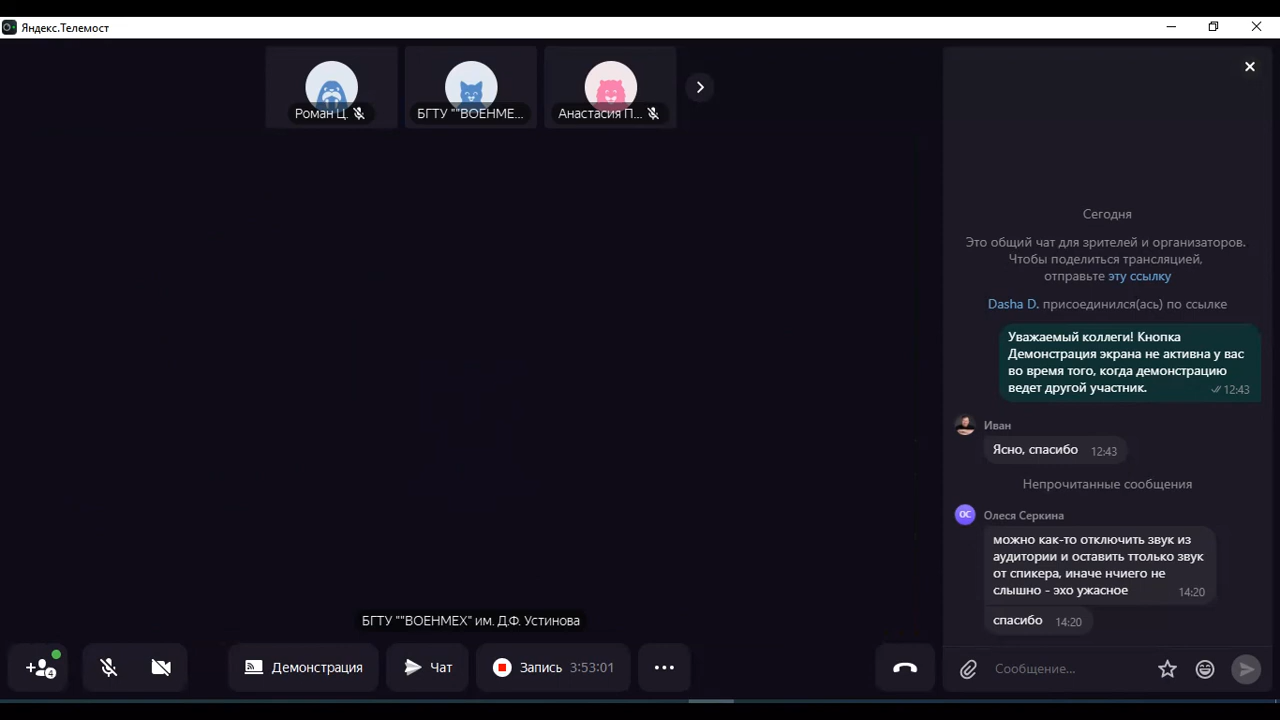 Яндекс.Телемост
Роман Ц.
БГТУ ""ВОЕНМЕ...
Анастасия П...
Сегодня
Это общий чат для зрителей и организаторов.
Чтобы поделиться трансляцией,
отправьте эту ссылку
Dasha D. присоединился(ась) по ссылке
Уважаемый коллеги! Кнопка
Демонстрация экрана не активна у вас
во время того, когда демонстрацию
ведет другой участник.
12:43
Иван
Ясно, спасибо 12:43
Непрочитанные сообщения
ОС
Олеся Серкина
можно как-то отключить звук из
аудитории и оставить ттолько звук
от спикера, иначе нчиего не
слышно - эхо ужасное 14:20
спасибо 14:20
БГТУ ""ВОЕНМЕХ" им. Д.Ф. Устинова
4
Демонстрация
Чат
Запись 3:53:01
Сообщение...